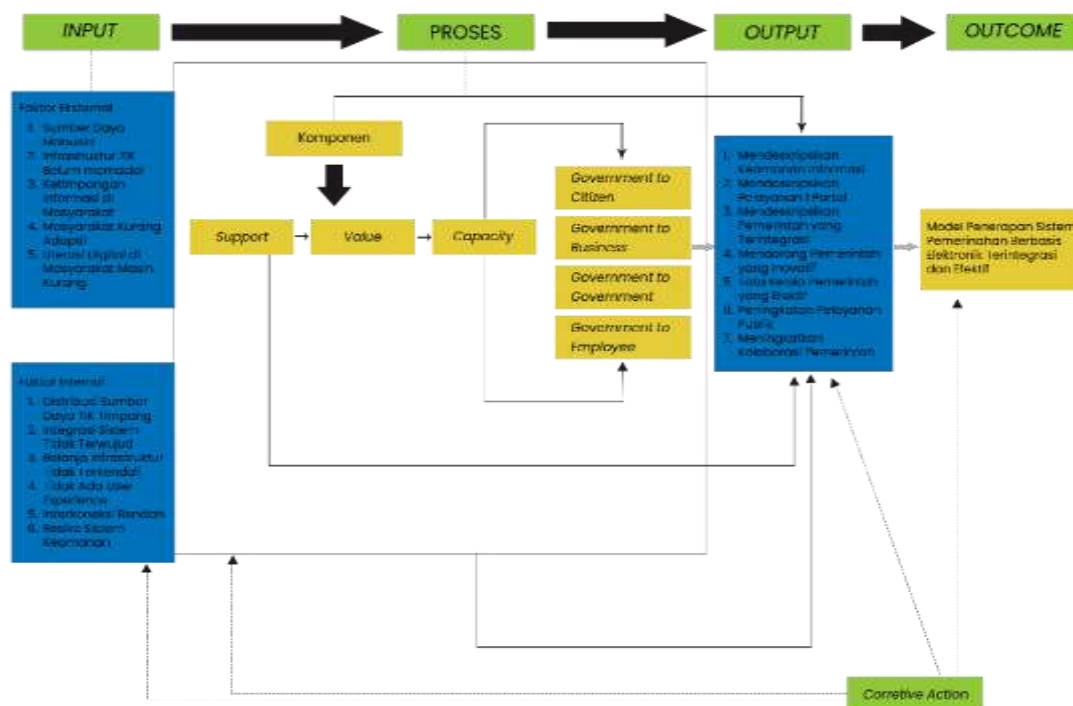 INPUT
PROSES
OUTPUT
OUTCOME
Faktor Eksternal
1. Sumber Daya
Manusia
2. Infrastruktur TIK
Belum memadai
3. Ketimpangan
Informasi di
Masyarakat
4. Masyarakat Kurang
Adaptif
5. Literasi Digital di
Masyarakat Masih
Kurang
Faktor Internal
1. Distribusi Sumber
Daya TIK Timpang
2. Integrasi Sistem
Tidak Terwujud
3. Belanja Infrastruktur
Tidak Terkendali
4. Tidak Ada User
Experience
5. Interkoneksi Rendah
6. Resiko Sistem
Keamanan
Komponen
Support
Value
Capacity
Government to
Citizen
Government to
Business
Government to
Government
Government to
Employee
1. Mendeskripsikan
Keamanan Informasi
2. Mendeskripsikan
Pelayanan 1 Portal
3. Mendeskripsikan
Pemerintah yang
Terintegrasi
4. Mendorong Pemerintah
yang Inovatif
5. Tata Kelola Pemerintah
yang Efektif
6. Peningkatan Pelayanan
Publik
7. Meningkatkan
Kolaborasi Pemerintah
Model Penerapan Sistem
Pemerinahan Berbasis
Elektronik Terintegrasi
dan Efektif
Corretive Action